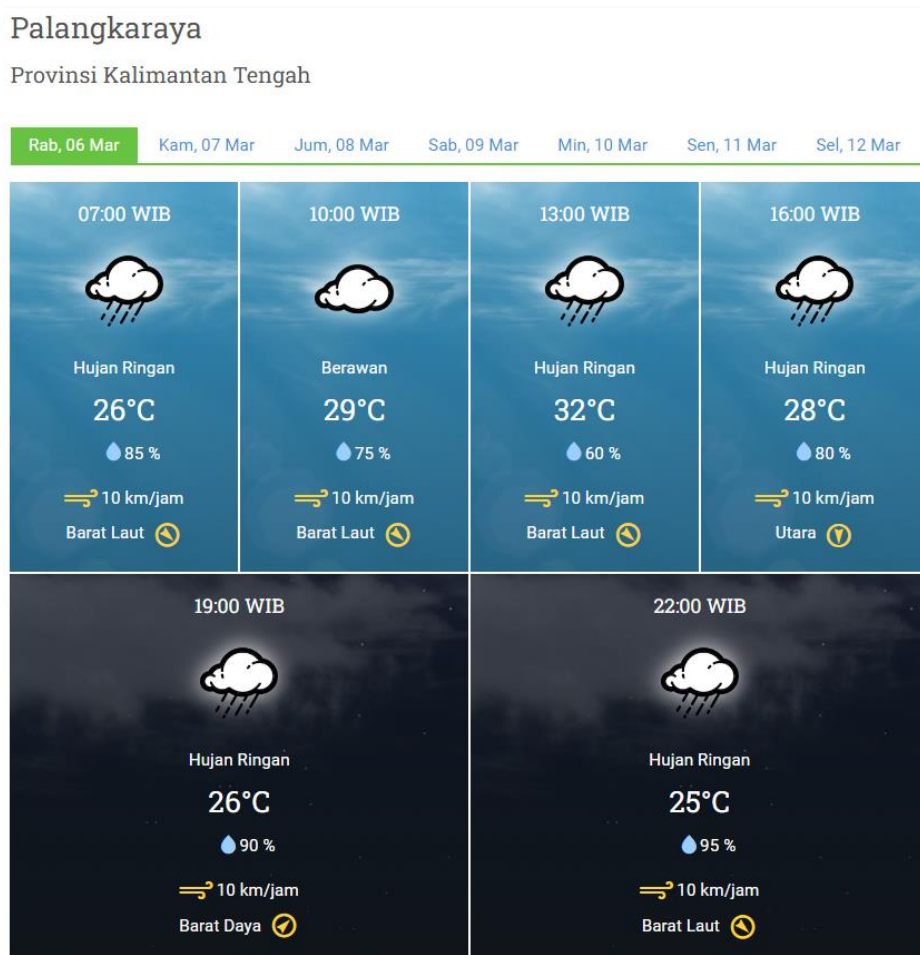 Palangkaraya
Provinsi Kalimantan Tengah
Rab, 06 Mar Kam, 07 Mar Jum, 08 Mar Sab, 09 Mar Min, 10 Mar Sen, 11 Mar Sel, 12 Mar
07:00 WIB
Hujan Ringan
26°C
85 %
10 km/jam
Barat Laut
10:00 WIB
Berawan
29°C
75 %
10 km/jam
Barat Laut
13:00 WIB
Hujan Ringan
32°C
60 %
10 km/jam
Barat Laut
16:00 WIB
Hujan Ringan
28°C
80 %
10 km/jam
Utara
19:00 WIB
Hujan Ringan
26°C
90 %
10 km/jam
Barat Daya
22:00 WIB
Hujan Ringan
25°C
95 %
10 km/jam
Barat Laut